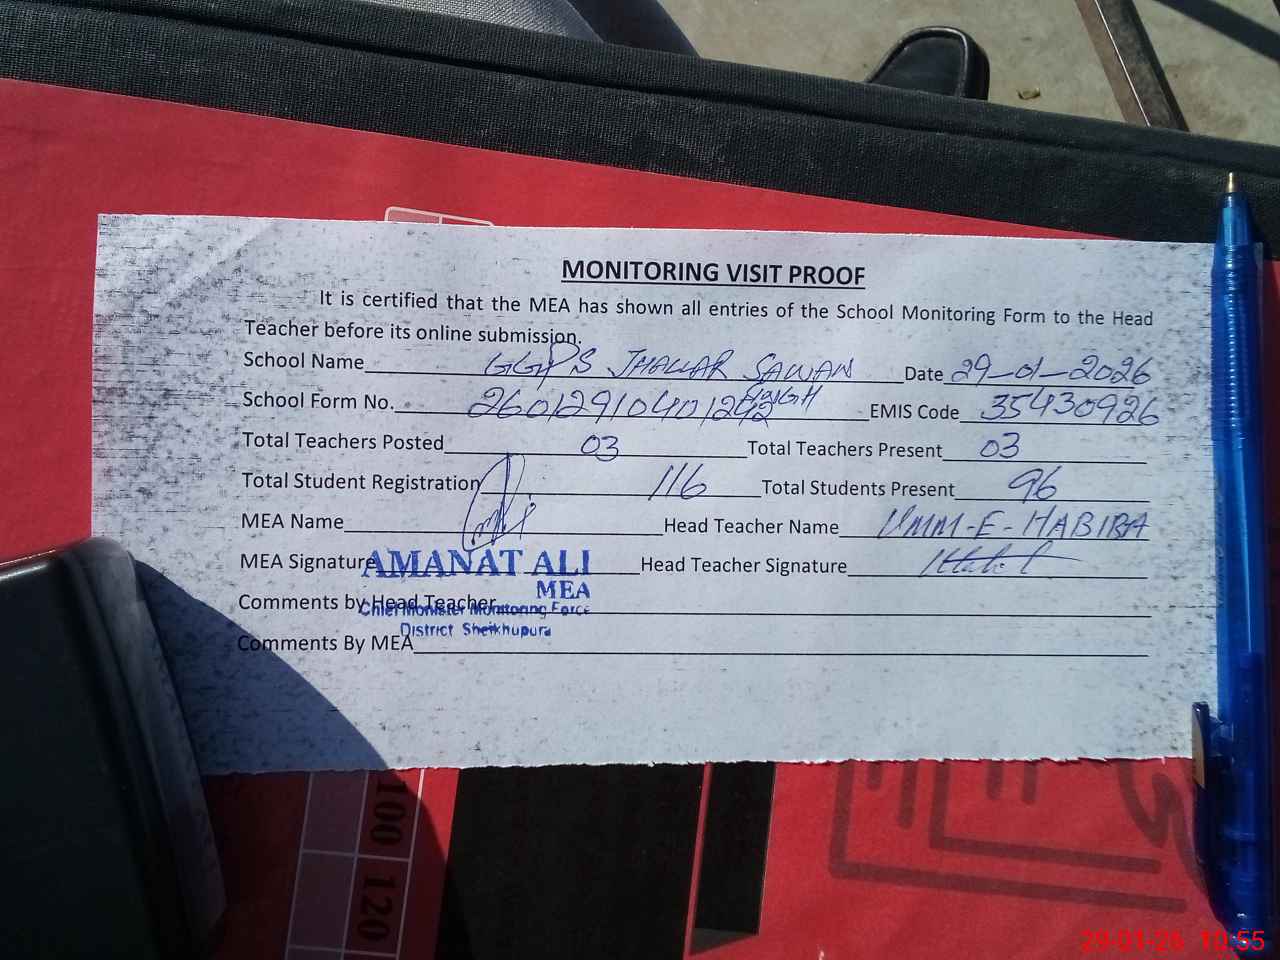 MONITORING VISIT PROOF
It is certified that the MEA has shown all entries of the School Monitoring Form to the Head
Teacher before its online submission.
School Name GGPS JHALLAR SAWAN Date 29-01-2026
SINGH
School Form No. 26012910401242 EMIS Code 35430926
Total Teachers Posted 03 Total Teachers Present 03
Total Student Registration 116 Total Students Present 96
MEA Name Head Teacher Name UMM-E-HABIBA
MEA Signature Head Teacher Signature
AMANAT ALI
MEA
Comments by Head Teacher
Chief Minister Monitoring Force
District Sheikhupura
Comments By MEA
100 120
29-01-26 10:55